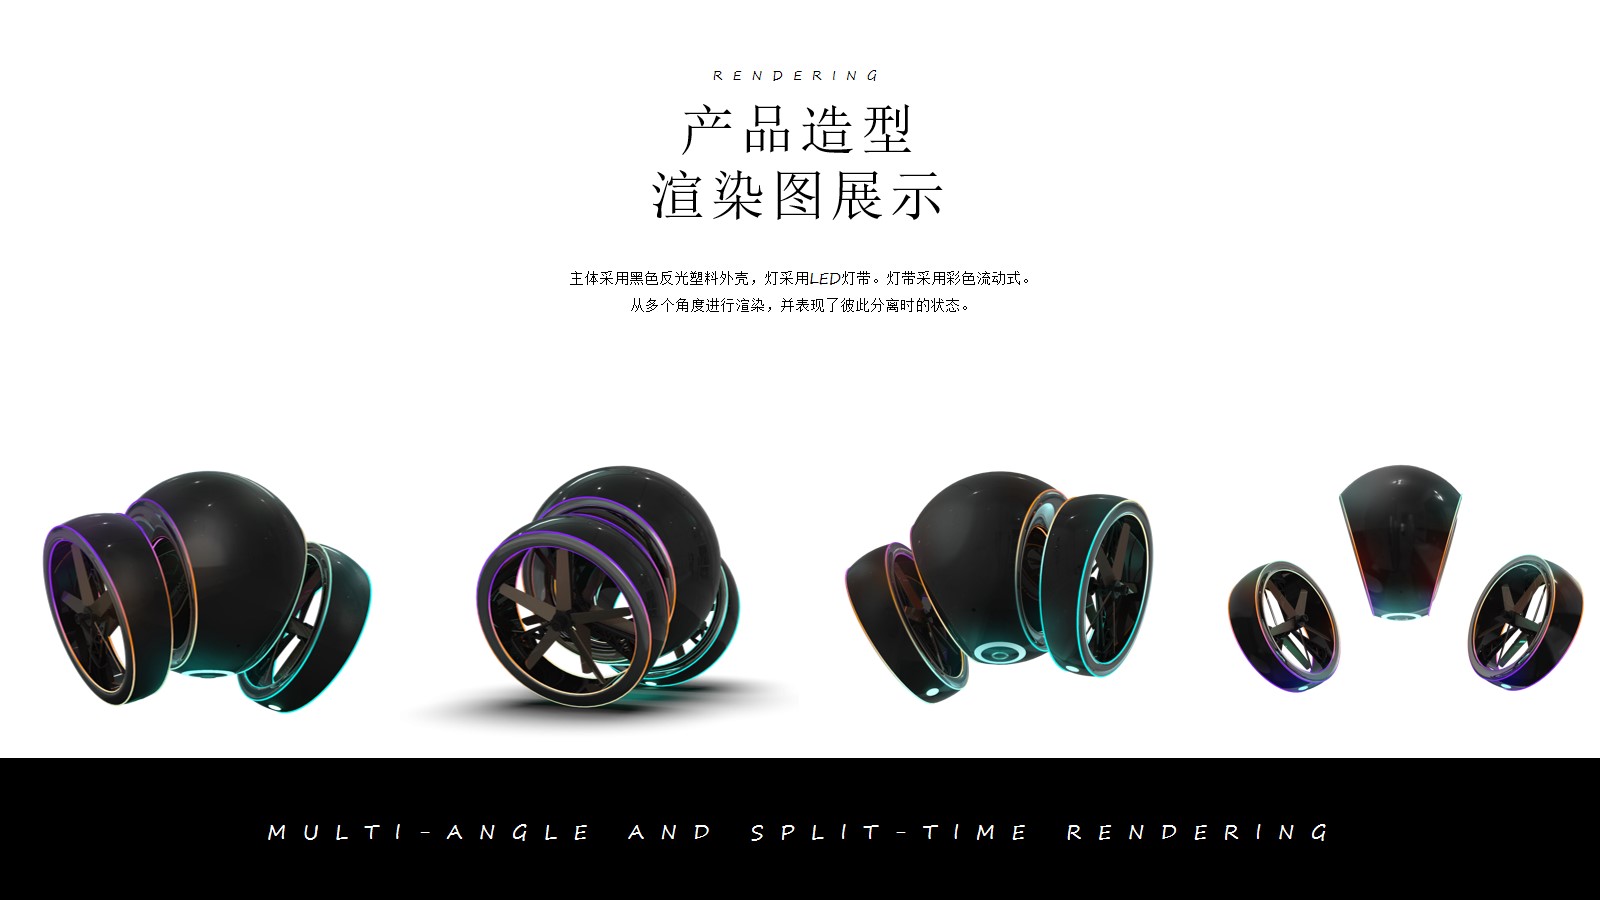 RENDERING
产品造型
渲染图展示
主体采用黑色反光塑料外壳，灯采用LED灯带。灯带采用彩色流动式。
从多个角度进行渲染，并表现了彼此分离时的状态。
MULTI-ANGLE AND SPLIT-TIME RENDERING